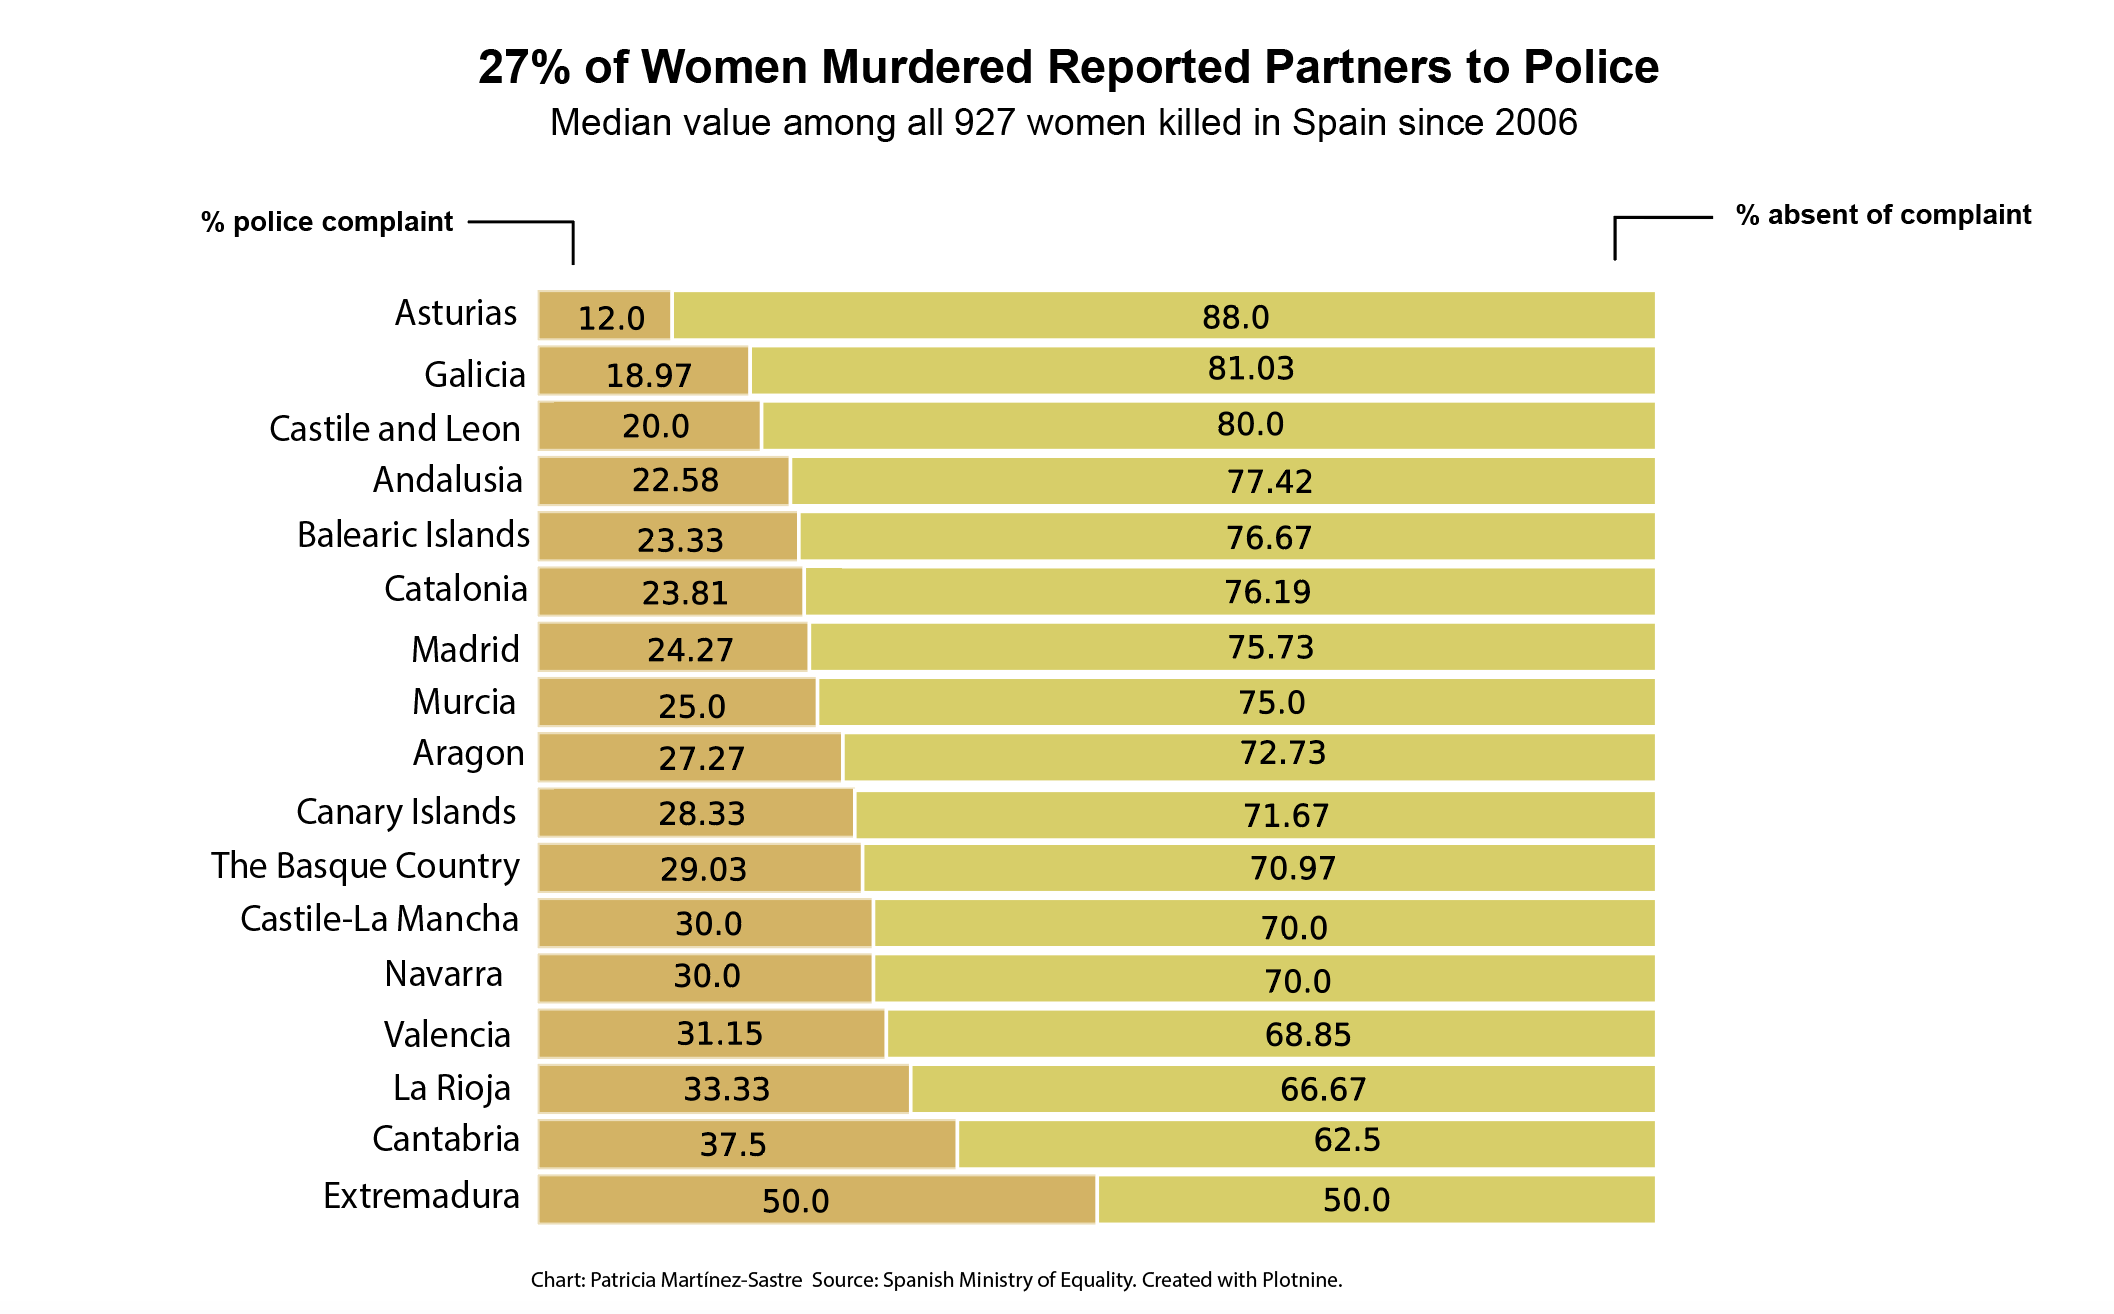 27% of Women Murdered Reported Partners to Police
Median value among all 927 women killed in Spain since 2006
% police complaint
% absent of complaint
Asturias 12.0 88.0
Galicia 18.97 81.03
Castile and Leon 20.0 80.0
Andalusia 22.58 77.42
Balearic Islands 23.33 76.67
Catalonia 23.81 76.19
Madrid 24.27 75.73
Murcia 25.0 75.0
Aragon 27.27 72.73
Canary Islands 28.33 71.67
The Basque Country 29.03 70.97
Castile-La Mancha 30.0 70.0
Navarra 30.0 70.0
Valencia 31.15 68.85
La Rioja 33.33 66.67
Cantabria 37.5 62.5
Extremadura 50.0 50.0
Chart: Patricia Martínez-Sastre Source: Spanish Ministry of Equality. Created with Plotnine.